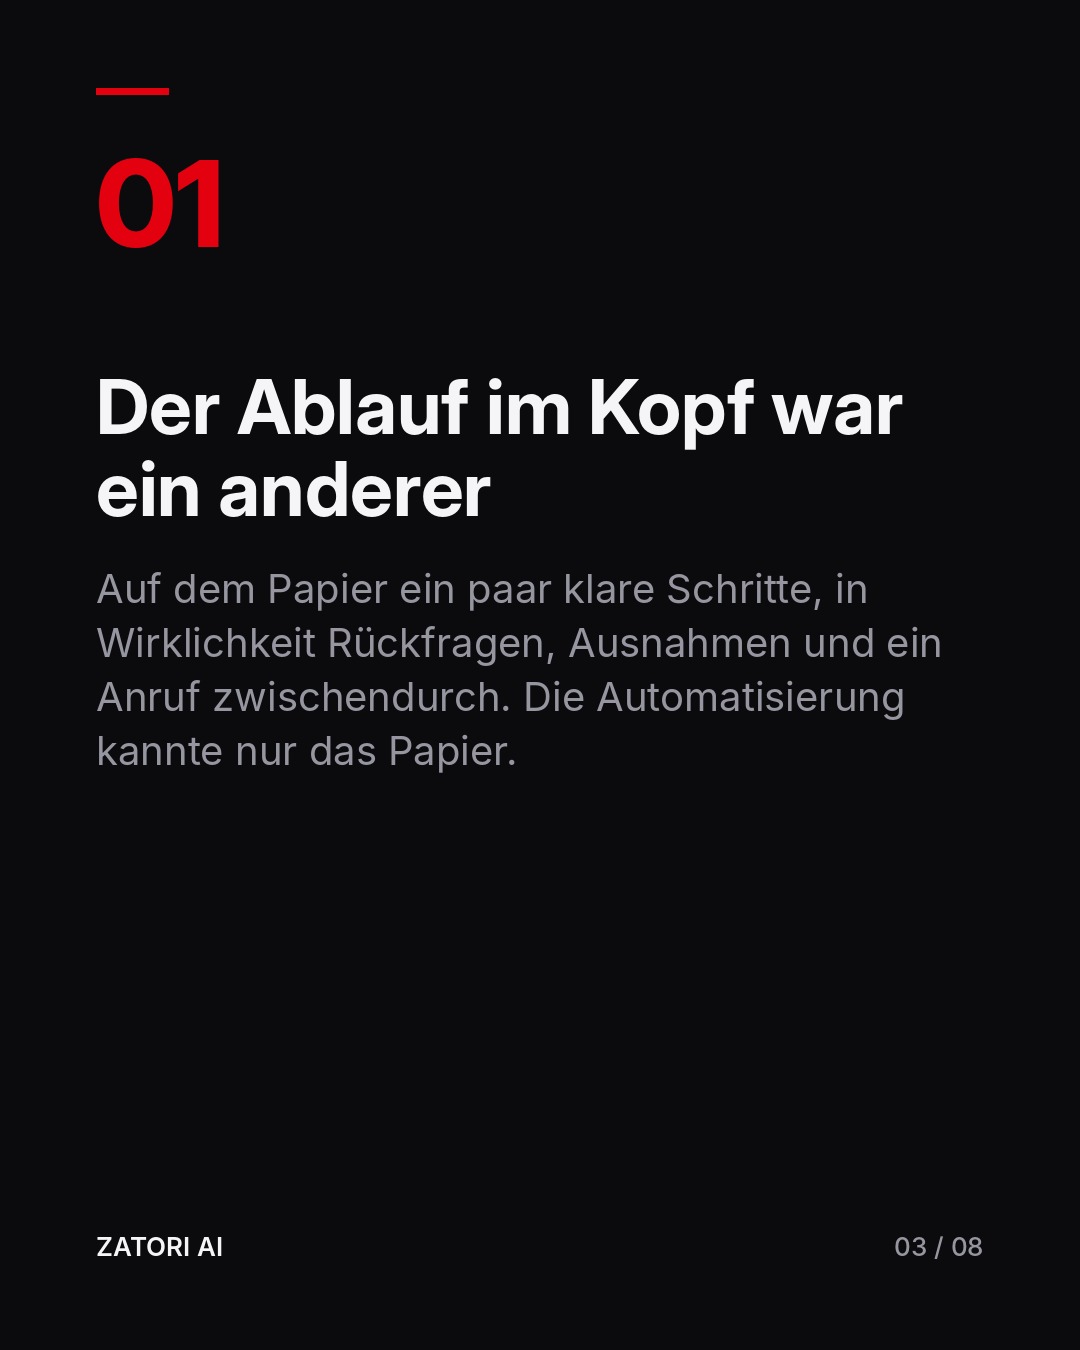 01
Der Ablauf im Kopf war
ein anderer
Auf dem Papier ein paar klare Schritte, in
Wirklichkeit Rückfragen, Ausnahmen und ein
Anruf zwischendurch. Die Automatisierung
kannte nur das Papier.
ZATORI AI
03 / 08